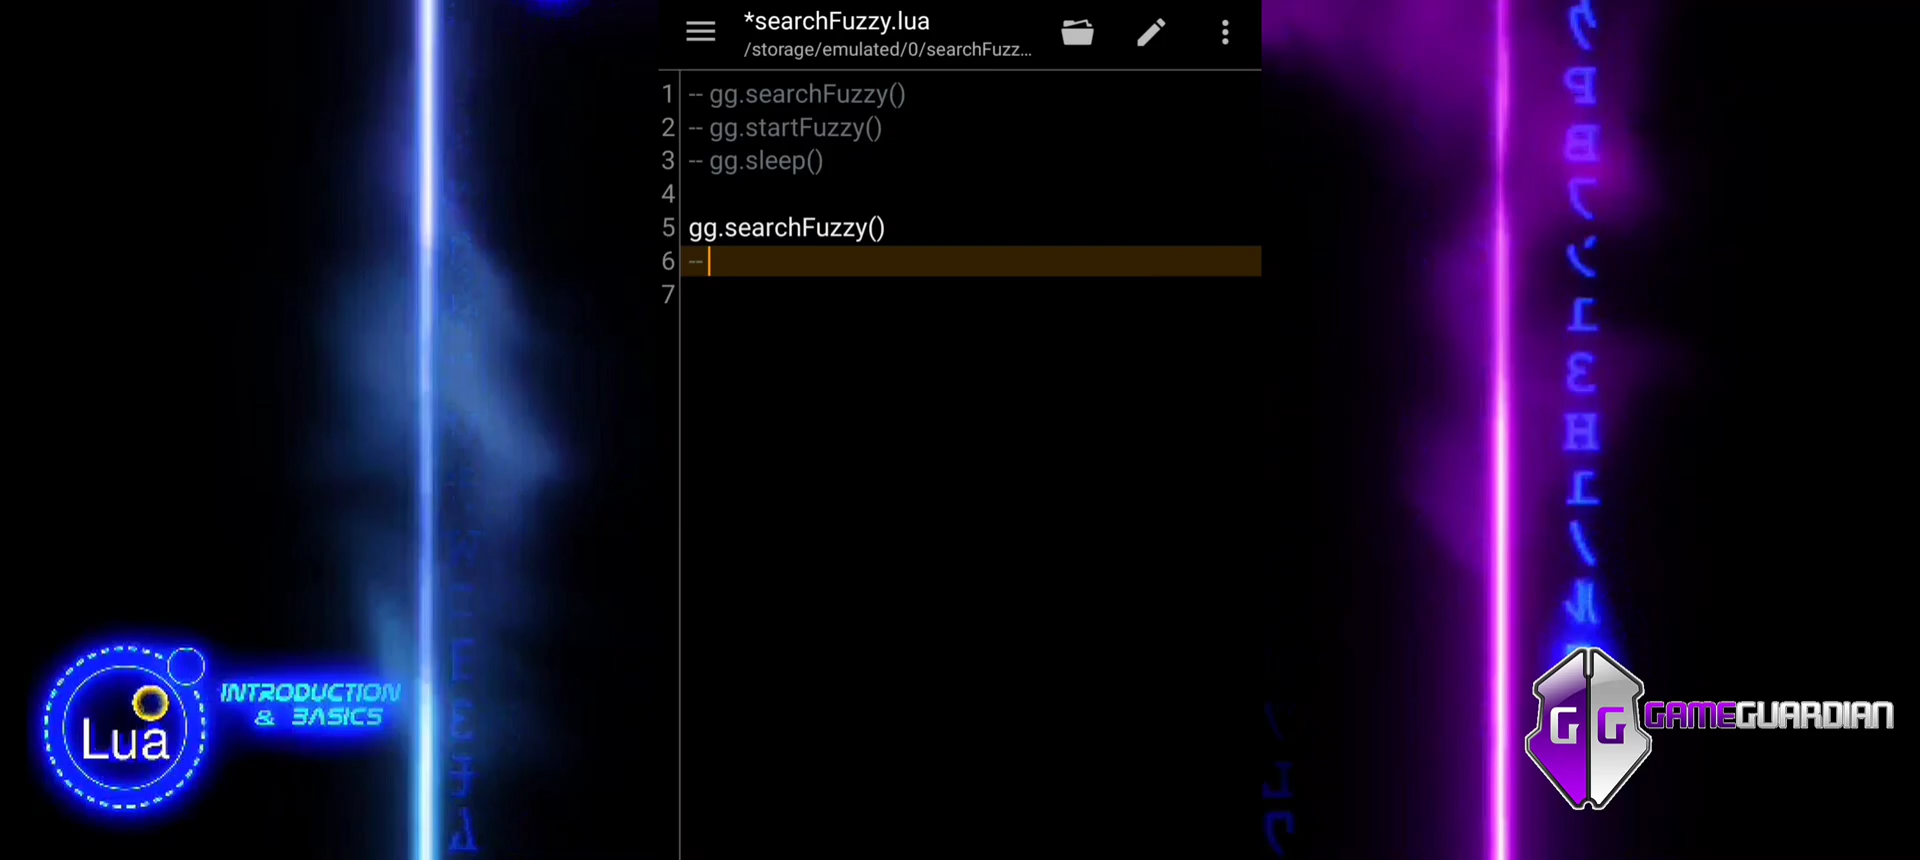 *searchFuzzy.lua
/storage/emulated/0/searchFuzz...
1 -- gg.searchFuzzy()
2 -- gg.startFuzzy()
3 -- gg.sleep()
4
5 gg.searchFuzzy()
6 --
7
Lua
INTRODUCTION
& BASICS
GG
GAMEGUARDIAN